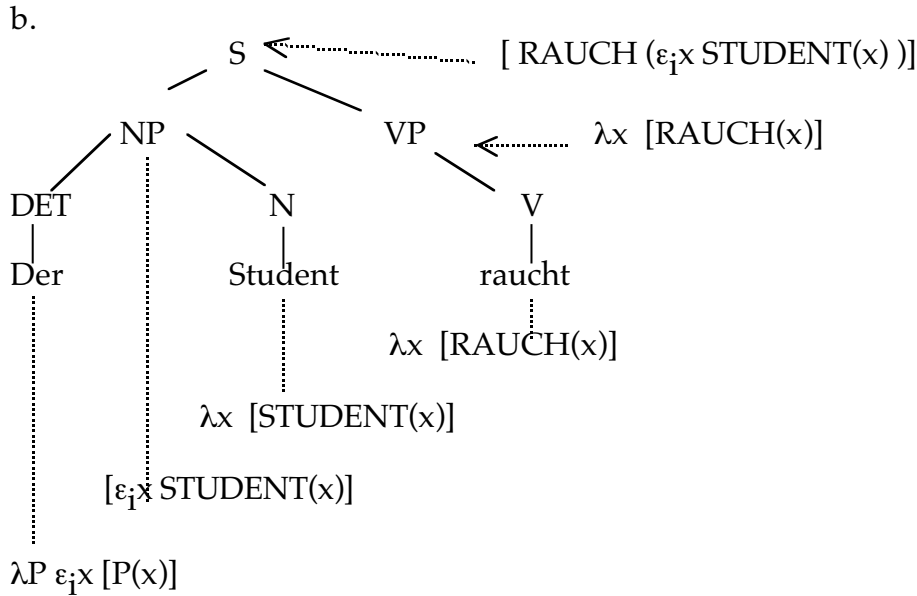 b.
S [ RAUCH (εᵢx STUDENT(x) )]
NP VP λx [RAUCH(x)]
DET N V
Der Student raucht
λx [RAUCH(x)]
λx [STUDENT(x)]
[εᵢx STUDENT(x)]
λP εᵢx [P(x)]